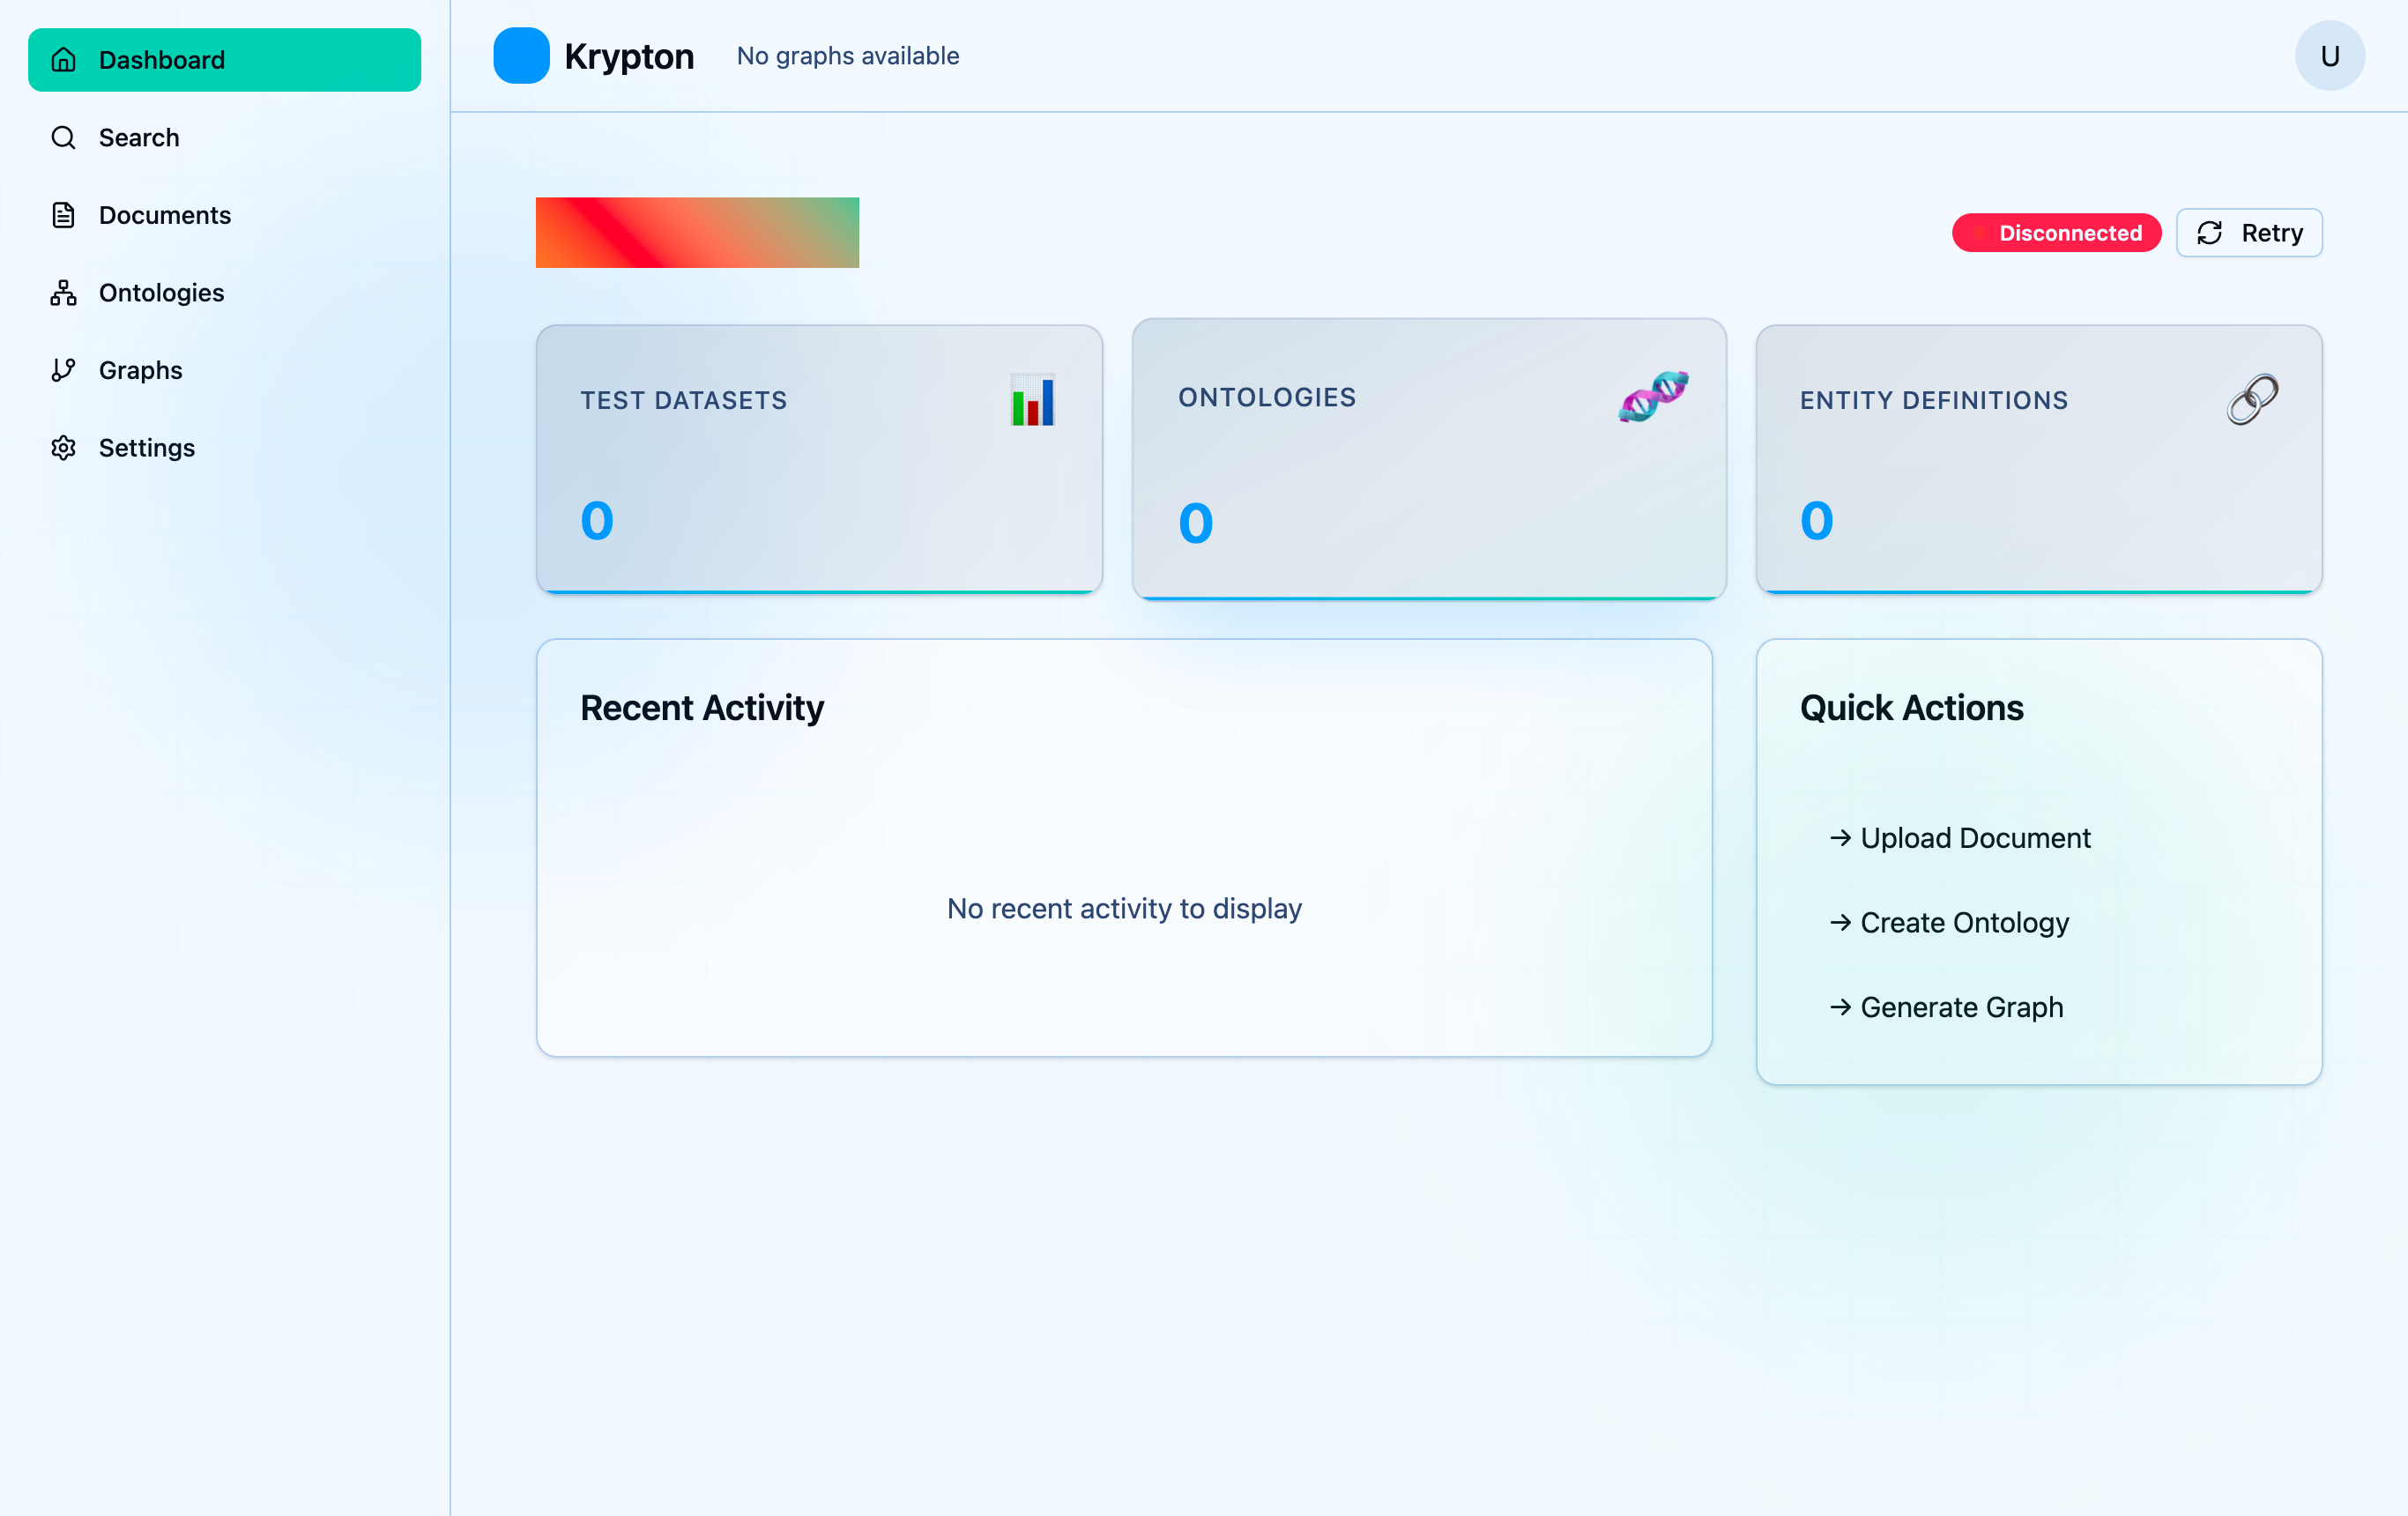 Dashboard
Search
Documents
Ontologies
Graphs
Settings
Krypton
No graphs available
U
Disconnected
Retry
TEST DATASETS
0
ONTOLOGIES
0
ENTITY DEFINITIONS
0
Recent Activity
No recent activity to display
Quick Actions
→ Upload Document
→ Create Ontology
→ Generate Graph